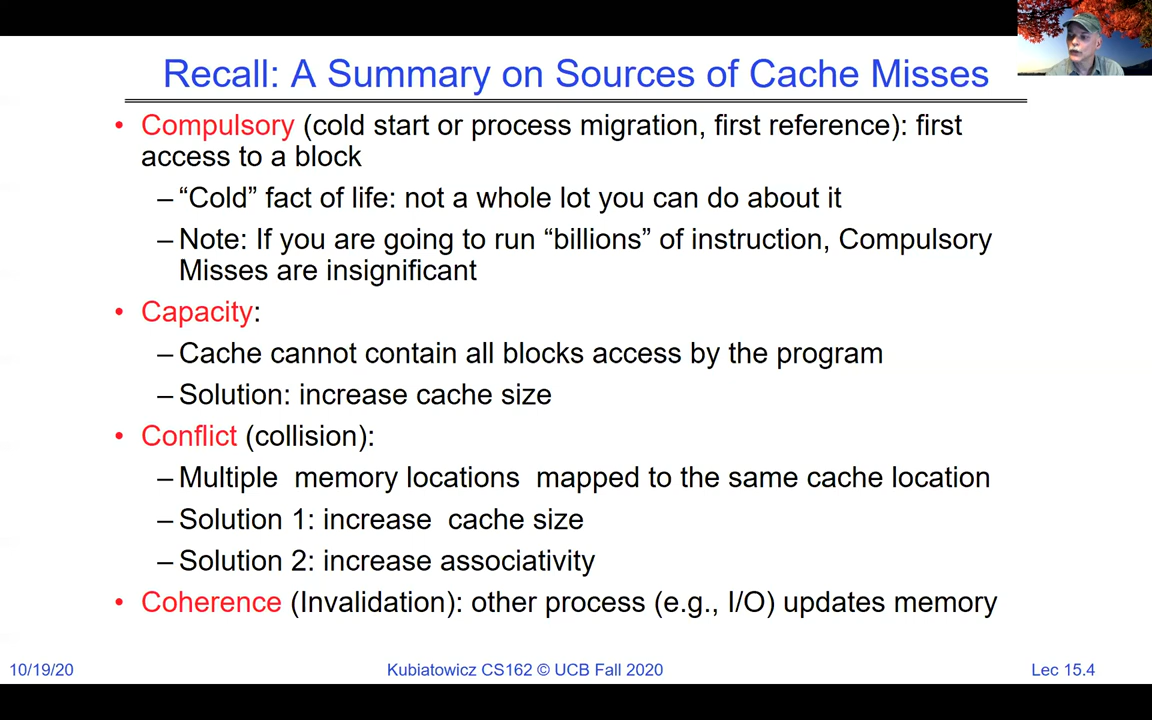 Recall: A Summary on Sources of Cache Misses
• Compulsory (cold start or process migration, first reference): first
access to a block
– “Cold” fact of life: not a whole lot you can do about it
– Note: If you are going to run “billions” of instruction, Compulsory
Misses are insignificant
• Capacity:
– Cache cannot contain all blocks access by the program
– Solution: increase cache size
• Conflict (collision):
– Multiple memory locations mapped to the same cache location
– Solution 1: increase cache size
– Solution 2: increase associativity
• Coherence (Invalidation): other process (e.g., I/O) updates memory
10/19/20
Kubiatowicz CS162 © UCB Fall 2020
Lec 15.4